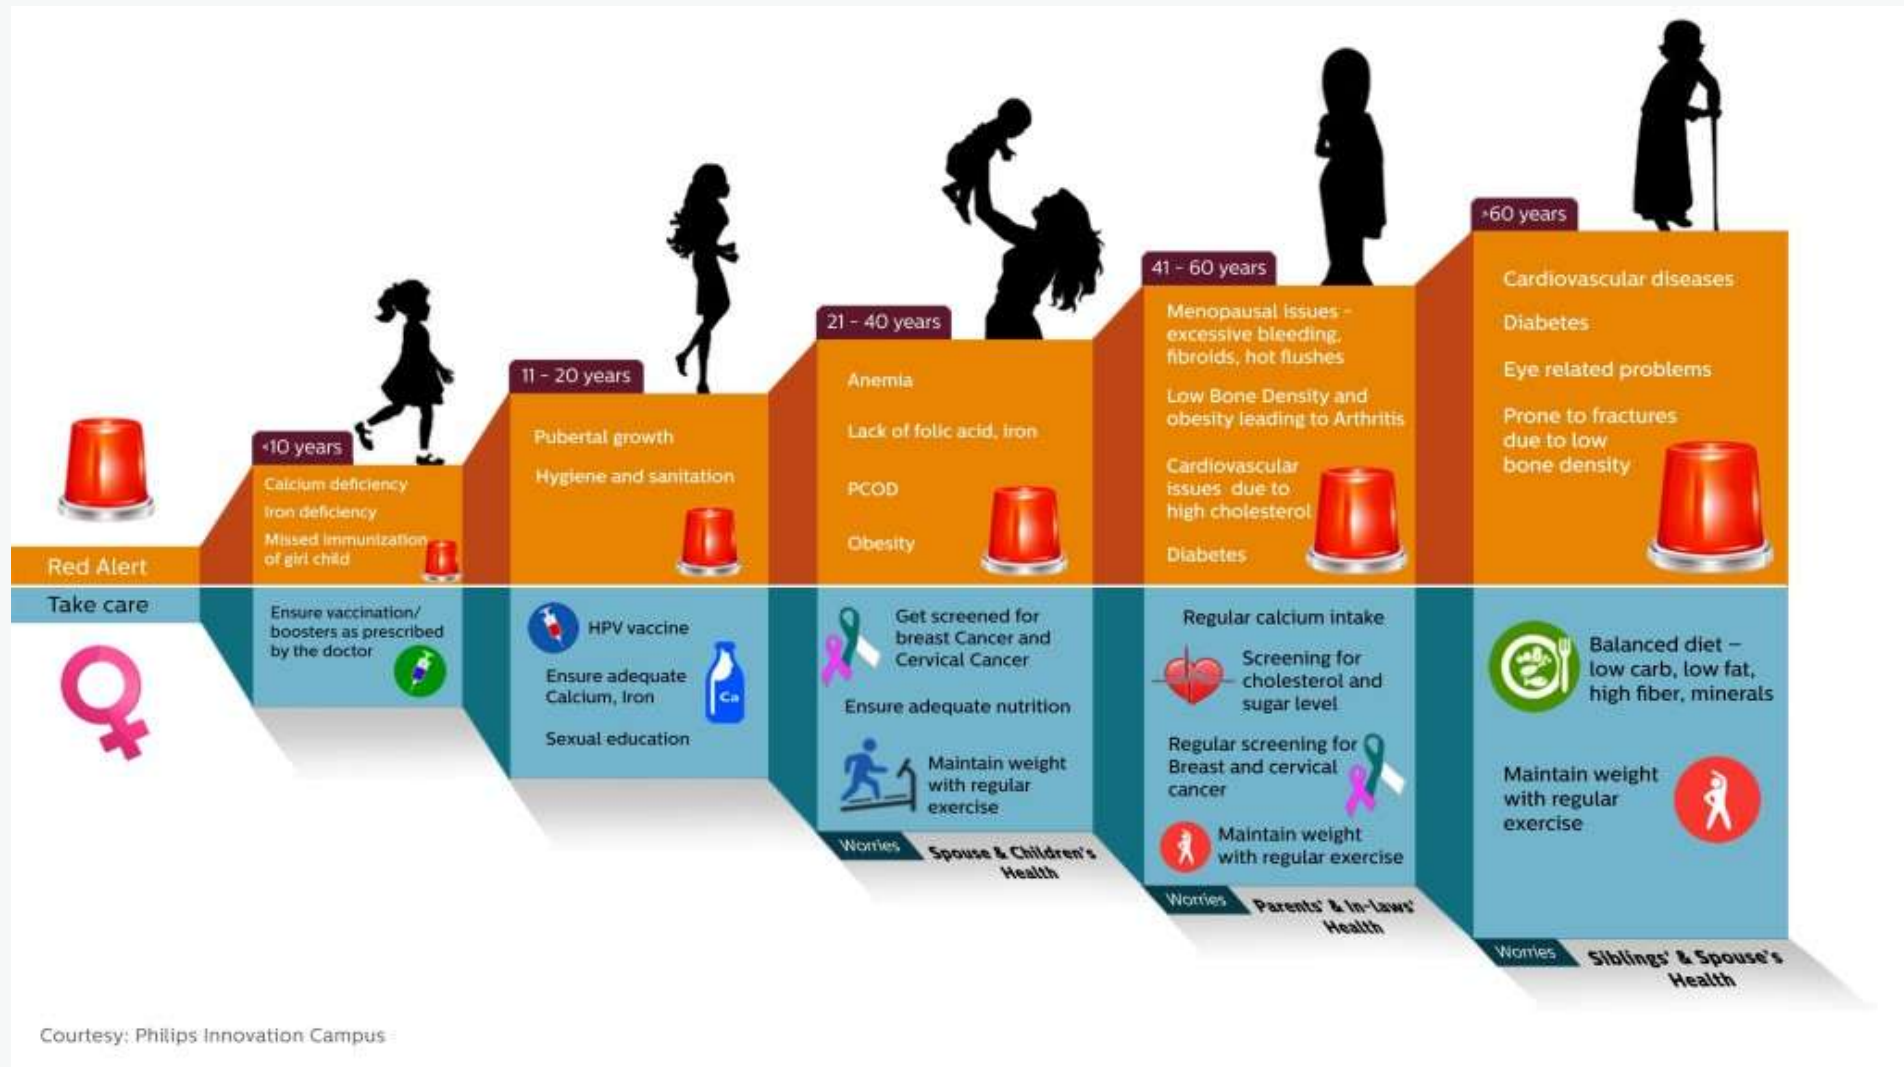 >60 years
Cardiovascular diseases
Diabetes
Eye related problems
Prone to fractures
due to low
bone density
41 - 60 years
Menopausal issues -
excessive bleeding,
fibroids, hot flushes
Low Bone Density and
obesity leading to Arthritis
Cardiovascular
issues due to
high cholesterol
Diabetes
21 - 40 years
Anemia
Lack of folic acid, iron
PCOD
Obesity
11 - 20 years
Pubertal growth
Hygiene and sanitation
<10 years
Calcium deficiency
Iron deficiency
Missed immunization
of girl child
Red Alert
Take care
Ensure vaccination/
boosters as prescribed
by the doctor
HPV vaccine
Ensure adequate
Calcium, Iron
Ca
Sexual education
Get screened for
breast Cancer and
Cervical Cancer
Ensure adequate nutrition
Maintain weight
with regular
exercise
Worries
Spouse & Children's
Health
Regular calcium intake
Screening for
cholesterol and
sugar level
Regular screening for
Breast and cervical
cancer
Maintain weight
with regular exercise
Worries
Parents' & In-laws'
Health
Balanced diet –
low carb, low fat,
high fiber, minerals
Maintain weight
with regular
exercise
Worries
Siblings' & Spouse's
Health
Courtesy: Philips Innovation Campus